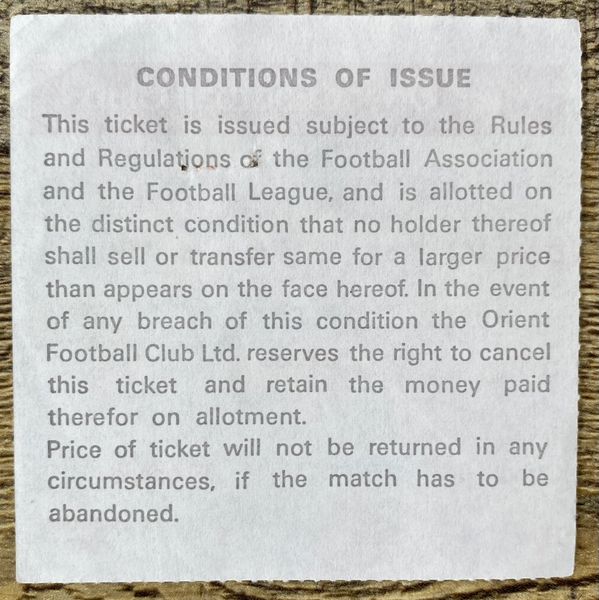 CONDITIONS OF ISSUE
This ticket is issued subject to the Rules
and Regulations of the Football Association
and the Football League, and is allotted on
the distinct condition that no holder thereof
shall sell or transfer same for a larger price
than appears on the face hereof. In the event
of any breach of this condition the Orient
Football Club Ltd. reserves the right to cancel
this ticket and retain the money paid
therefor on allotment.
Price of ticket will not be returned in any
circumstances, if the match has to be
abandoned.